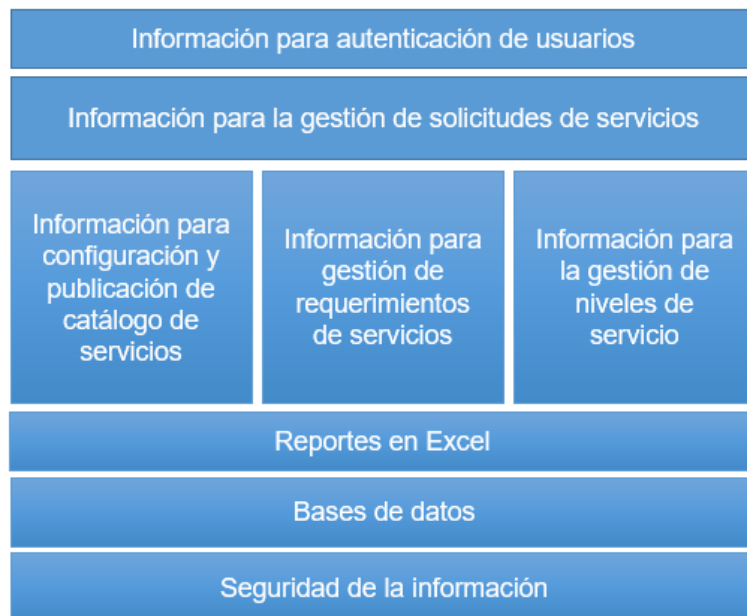 Información para autenticación de usuarios
Información para la gestión de solicitudes de servicios
Información para
configuración y
publicación de
catálogo de
servicios
Información para
gestión de
requerimientos
de servicios
Información para
la gestión de
niveles de
servicio
Reportes en Excel
Bases de datos
Seguridad de la información